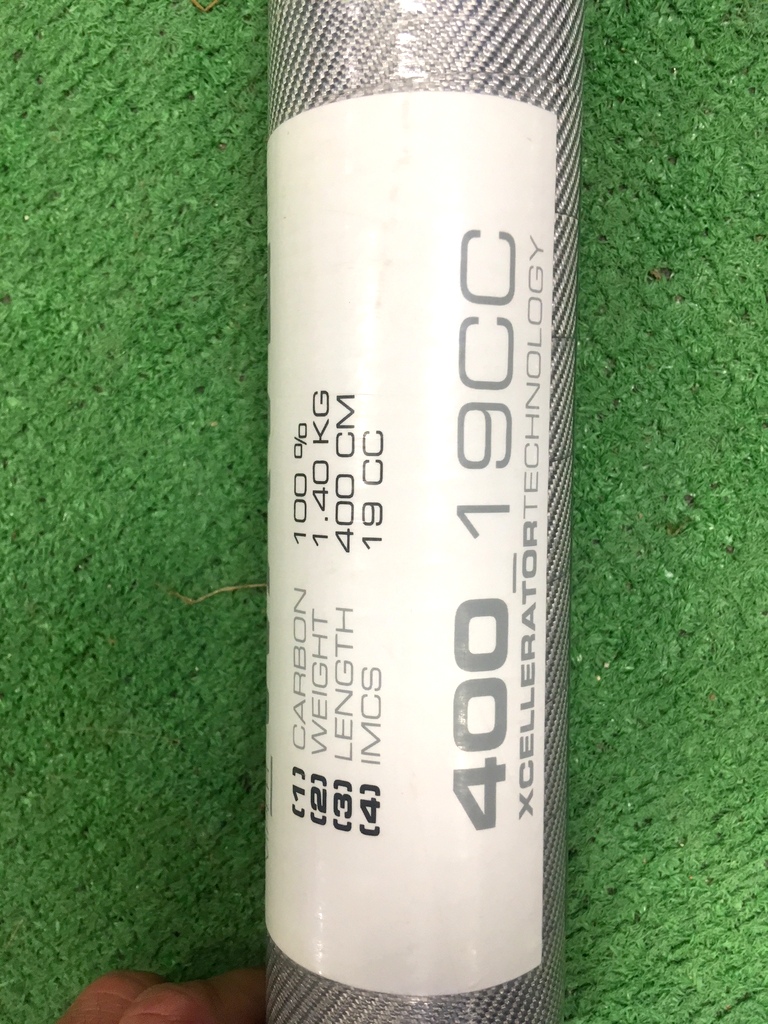 (1) CARBON 100 %
(2) WEIGHT 1.40 KG
(3) LENGTH 400 CM
(4) IMCS 19 CC
400_19CC
XCELLERATORTECHNOLOGY